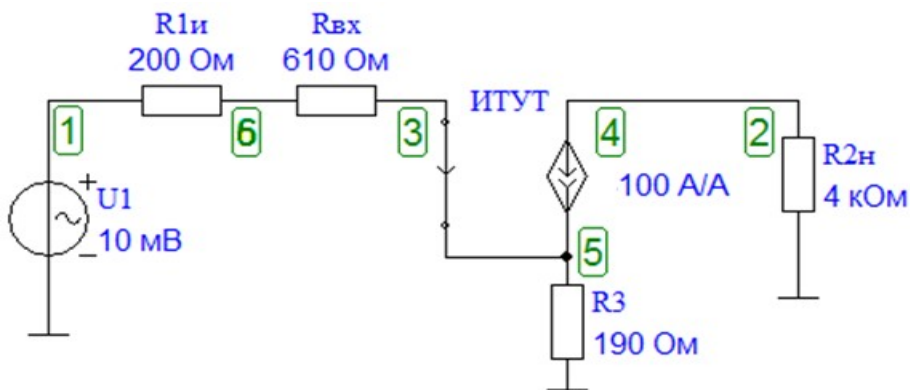 R1и
200 Ом
Rвх
610 Ом
ИТУТ
1
6
3
4
2
U1
10 мВ
100 А/А
R2н
4 кОм
5
R3
190 Ом